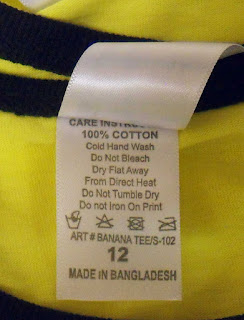 CARE INSTRUC
100% COTTON
Cold Hand Wash
Do Not Bleach
Dry Flat Away
From Direct Heat
Do Not Tumble Dry
Do not Iron On Print
ART # BANANA TEE/S-102
12
MADE IN BANGLADESH